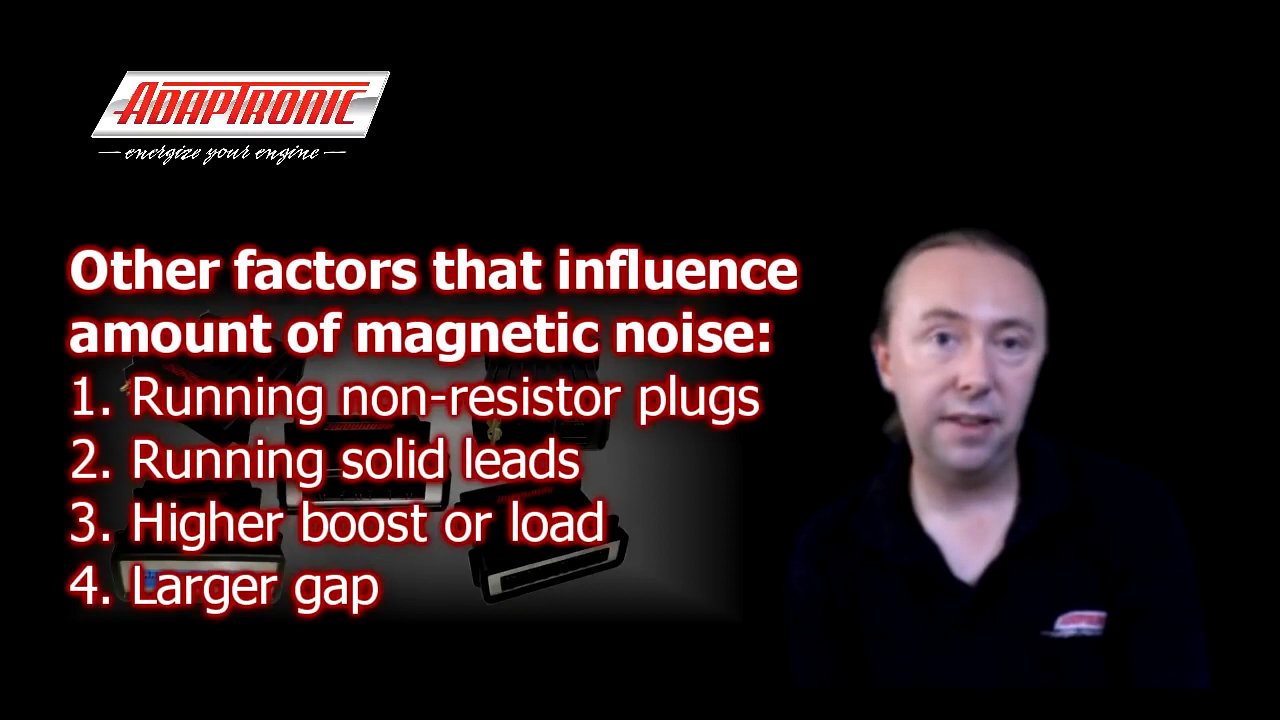 ADAPTRONIC
energize your engine
Other factors that influence
amount of magnetic noise:
1. Running non-resistor plugs
2. Running solid leads
3. Higher boost or load
4. Larger gap